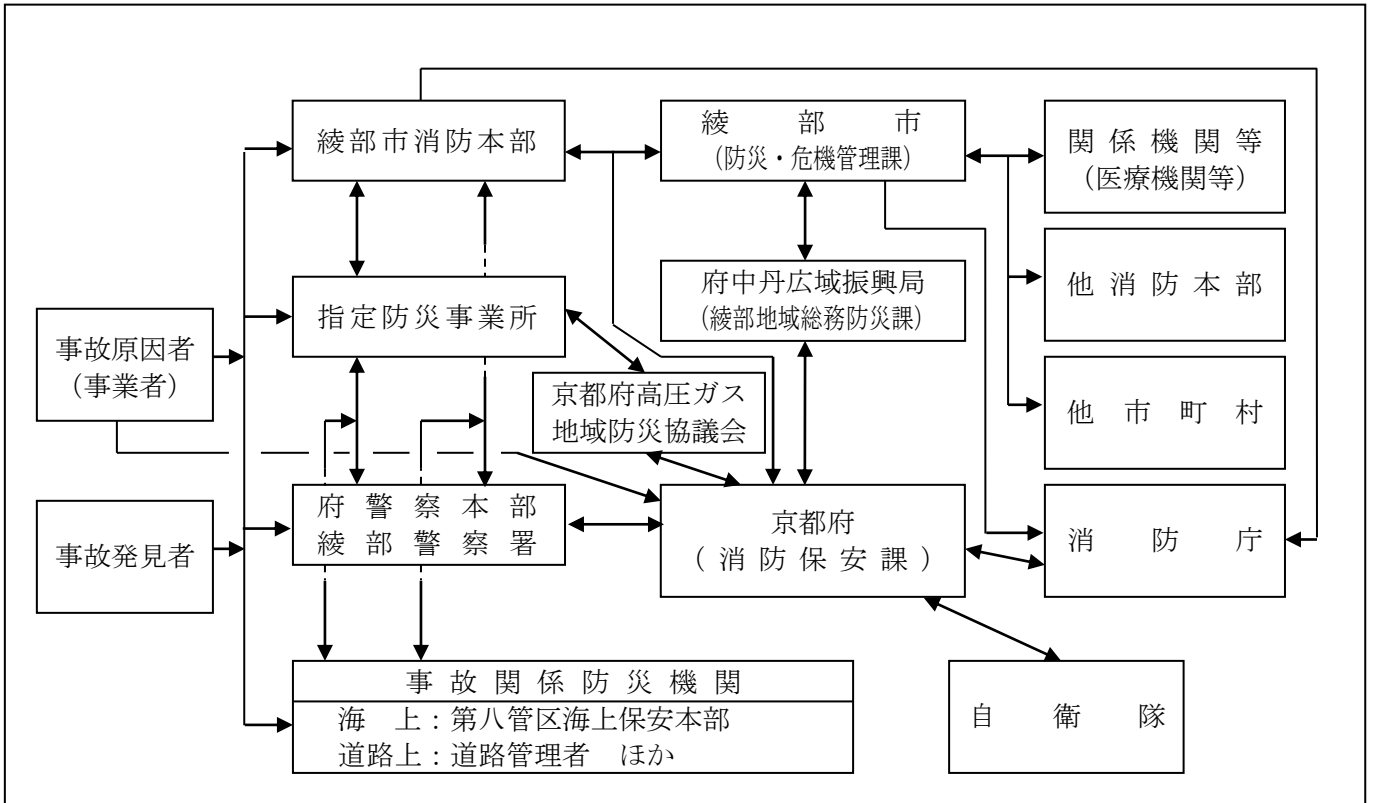 綾部市消防本部
綾部市
（防災・危機管理課）
関係機関等
（医療機関等）
府中丹広域振興局
（綾部地域総務防災課）
他消防本部
指定防災事業所
事故原因者
（事業者）
京都府高圧ガス
地域防災協議会
他市町村
府警察本部
綾部警察署
京都府
（消防保安課）
消防庁
事故発見者
事故関係防災機関
海　上：第八管区海上保安本部
道路上：道路管理者　ほか
自衛隊